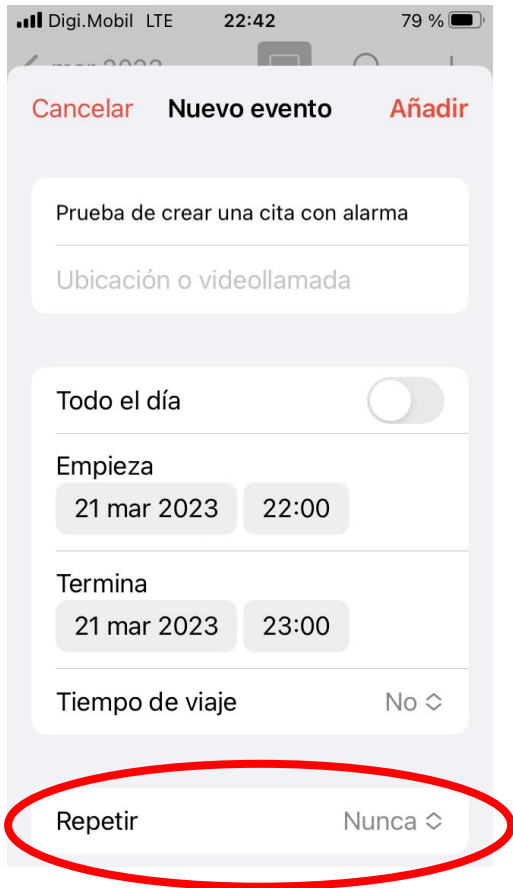 Digi.Mobil LTE 22:42 79 %
mar 2023
Cancelar Nuevo evento Añadir
Prueba de crear una cita con alarma
Ubicación o videollamada
Todo el día
Empieza
21 mar 2023 22:00
Termina
21 mar 2023 23:00
Tiempo de viaje No
Repetir Nunca